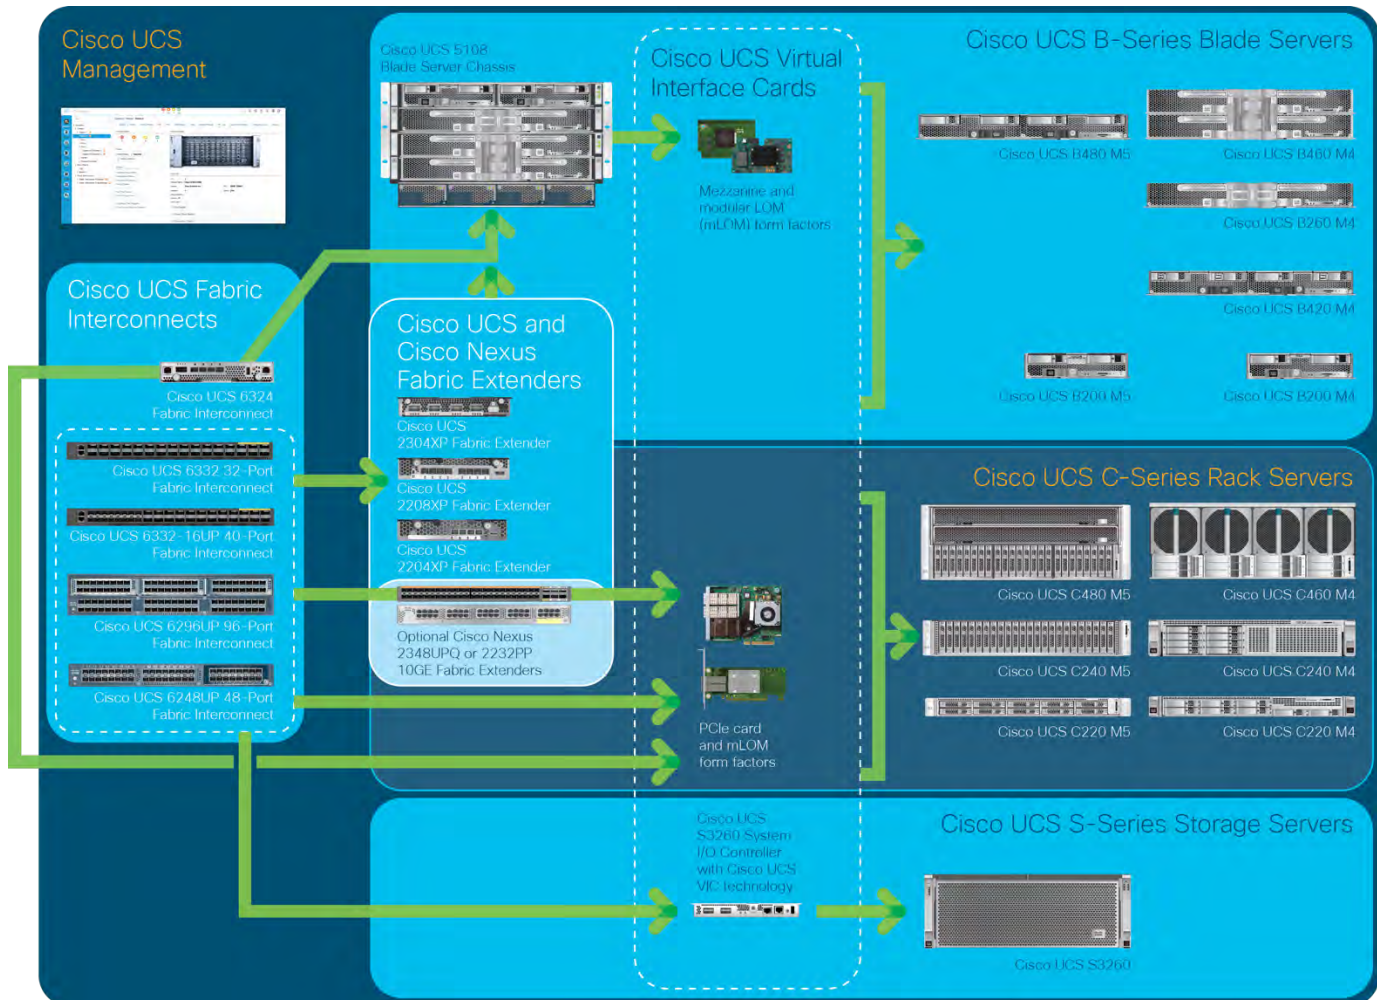 Cisco UCS
Management
Cisco UCS 5108
Blade Server Chassis
Cisco UCS Virtual
Interface Cards
Mezzanine and
modular LOM
(mLOM) form factors
Cisco UCS B-Series Blade Servers
Cisco UCS B480 M5
Cisco UCS B460 M4
Cisco UCS B260 M4
Cisco UCS B420 M4
Cisco UCS B200 M5
Cisco UCS B200 M4
Cisco UCS Fabric
Interconnects
Cisco UCS 6324
Fabric Interconnect
Cisco UCS 6332 32-Port
Fabric Interconnect
Cisco UCS 6332-16UP 40-Port
Fabric Interconnect
Cisco UCS 6296UP 96-Port
Fabric Interconnect
Cisco UCS 6248UP 48-Port
Fabric Interconnect
Cisco UCS and
Cisco Nexus
Fabric Extenders
Cisco UCS
2304XP Fabric Extender
Cisco UCS
2208XP Fabric Extender
Cisco UCS
2204XP Fabric Extender
Optional Cisco Nexus
2348UPQ or 2232PP
10GE Fabric Extenders
PCIe card
and mLOM
form factors
Cisco UCS C-Series Rack Servers
Cisco UCS C480 M5
Cisco UCS C460 M4
Cisco UCS C240 M5
Cisco UCS C240 M4
Cisco UCS C220 M5
Cisco UCS C220 M4
Cisco UCS
S3260 System
I/O Controller
with Cisco UCS
VIC technology
Cisco UCS S-Series Storage Servers
Cisco UCS S3260